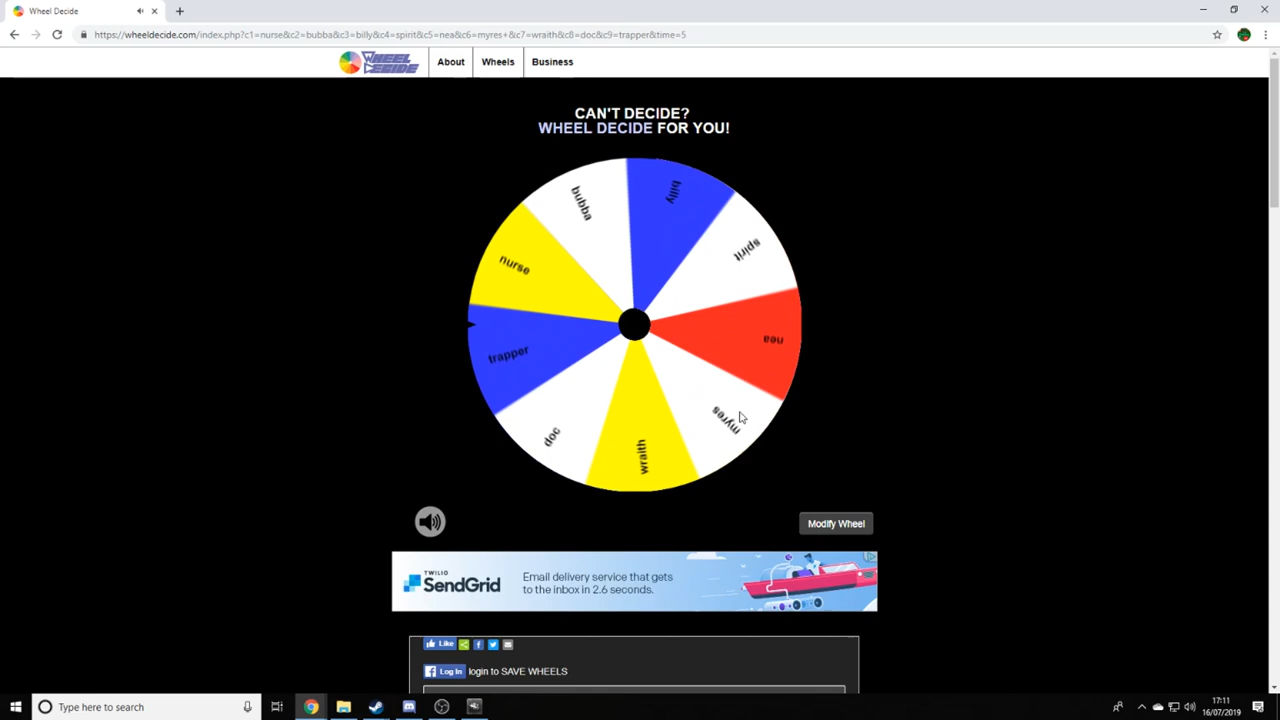 Wheel Decide
https://wheeldecide.com/index.php?c1=nurse&c2=bubba&c3=billy&c4=spirit&c5=nea&c6=myres+&c7=wraith&c8=doc&c9=trapper&time=5
WHEEL DECIDE
About
Wheels
Business
CAN'T DECIDE?
WHEEL DECIDE FOR YOU!
billy
bubba
spirit
nurse
nea
trapper
myres
doc
wraith
Modify Wheel
TWILIO
SendGrid
Email delivery service that gets
to the inbox in 2.6 seconds.
Like
Log In login to SAVE WHEELS
Type here to search
17:11
16/07/2019